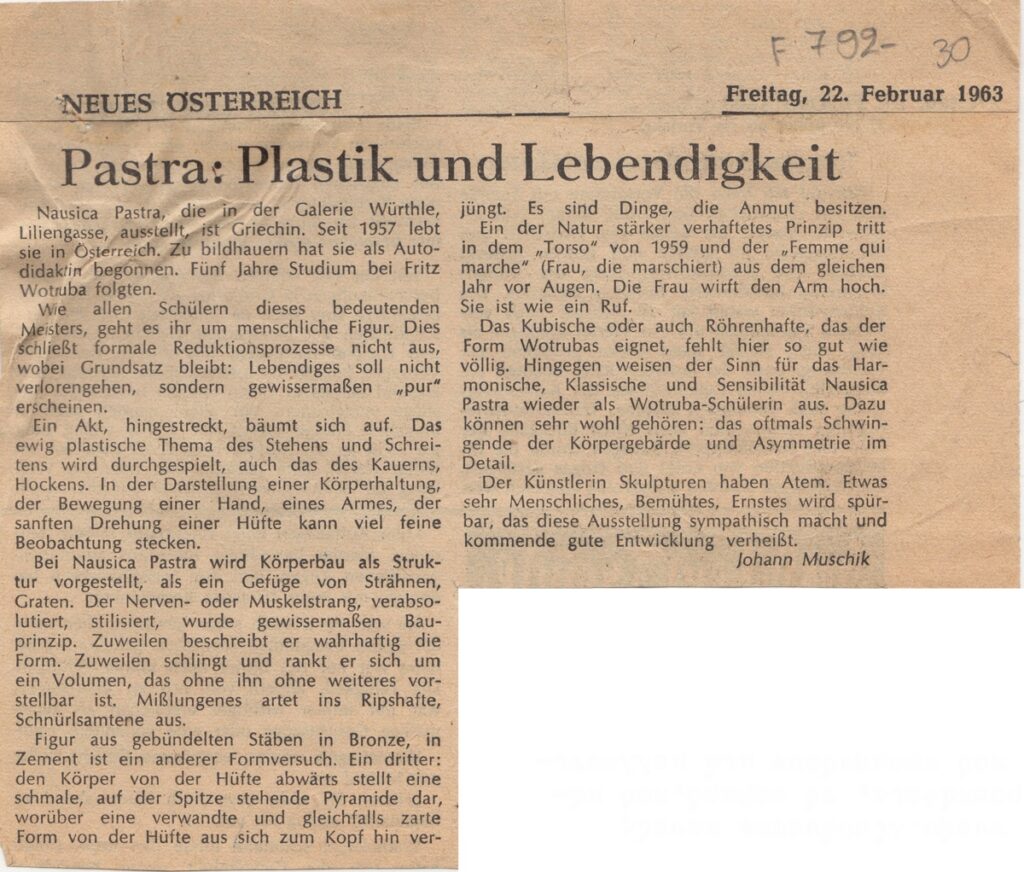 F 792- 30
NEUES ÖSTERREICH
Freitag, 22. Februar 1963
Pastra: Plastik und Lebendigkeit
Nausica Pastra, die in der Galerie Würthle,
Liliengasse, ausstellt, ist Griechin. Seit 1957 lebt
sie in Österreich. Zu bildhauern hat sie als Auto-
didaktin begonnen. Fünf Jahre Studium bei Fritz
Wotruba folgten.
Wie allen Schülern dieses bedeutenden
Meisters, geht es ihr um menschliche Figur. Dies
schließt formale Reduktionsprozesse nicht aus,
wobei Grundsatz bleibt: Lebendiges soll nicht
verlorengehen, sondern gewissermaßen „pur"
erscheinen.
Ein Akt, hingestreckt, bäumt sich auf. Das
ewig plastische Thema des Stehens und Schrei-
tens wird durchgespielt, auch das des Kauerns,
Hockens. In der Darstellung einer Körperhaltung,
der Bewegung einer Hand, eines Armes, der
sanften Drehung einer Hüfte kann viel feine
Beobachtung stecken.
Bei Nausica Pastra wird Körperbau als Struk-
tur vorgestellt, als ein Gefüge von Strähnen,
Graten. Der Nerven- oder Muskelstrang, verabso-
lutiert, stilisiert, wurde gewissermaßen Bau-
prinzip. Zuweilen beschreibt er wahrhaftig die
Form. Zuweilen schlingt und rankt er sich um
ein Volumen, das ohne ihn ohne weiteres vor-
stellbar ist. Mißlungenes artet ins Ripshafte,
Schnürlsamtene aus.
Figur aus gebündelten Stäben in Bronze, in
Zement ist ein anderer Formversuch. Ein dritter:
den Körper von der Hüfte abwärts stellt eine
schmale, auf der Spitze stehende Pyramide dar,
worüber eine verwandte und gleichfalls zarte
Form von der Hüfte aus sich zum Kopf hin ver-
jüngt. Es sind Dinge, die Anmut besitzen.
Ein der Natur stärker verhaftetes Prinzip tritt
in dem „Torso" von 1959 und der „Femme qui
marche" (Frau, die marschiert) aus dem gleichen
Jahr vor Augen. Die Frau wirft den Arm hoch.
Sie ist wie ein Ruf.
Das Kubische oder auch Röhrenhafte, das der
Form Wotrubas eignet, fehlt hier so gut wie
völlig. Hingegen weisen der Sinn für das Har-
monische, Klassische und Sensibilität Nausica
Pastra wieder als Wotruba-Schülerin aus. Dazu
können sehr wohl gehören: das oftmals Schwin-
gende der Körpergebärde und Asymmetrie im
Detail.
Der Künstlerin Skulpturen haben Atem. Etwas
sehr Menschliches, Bemühtes, Ernstes wird spür-
bar, das diese Ausstellung sympathisch macht und
kommende gute Entwicklung verheißt.
Johann Muschik